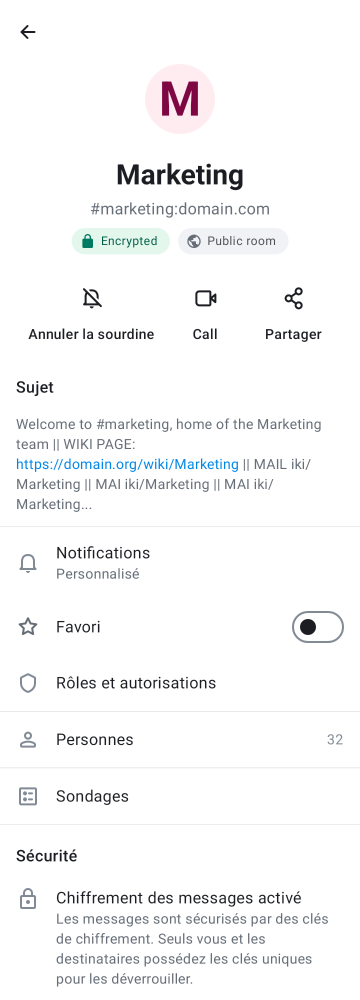 M
Marketing
#marketing:domain.com
Encrypted
Public room
Annuler la sourdine
Call
Partager
Sujet
Welcome to #marketing, home of the Marketing
team || WIKI PAGE:
https://domain.org/wiki/Marketing || MAIL iki/
Marketing || MAI iki/Marketing || MAI iki/
Marketing...
Notifications
Personnalisé
Favori
Rôles et autorisations
Personnes
32
Sondages
Sécurité
Chiffrement des messages activé
Les messages sont sécurisés par des clés
de chiffrement. Seuls vous et les
destinataires possédez les clés uniques
pour les déverrouiller.